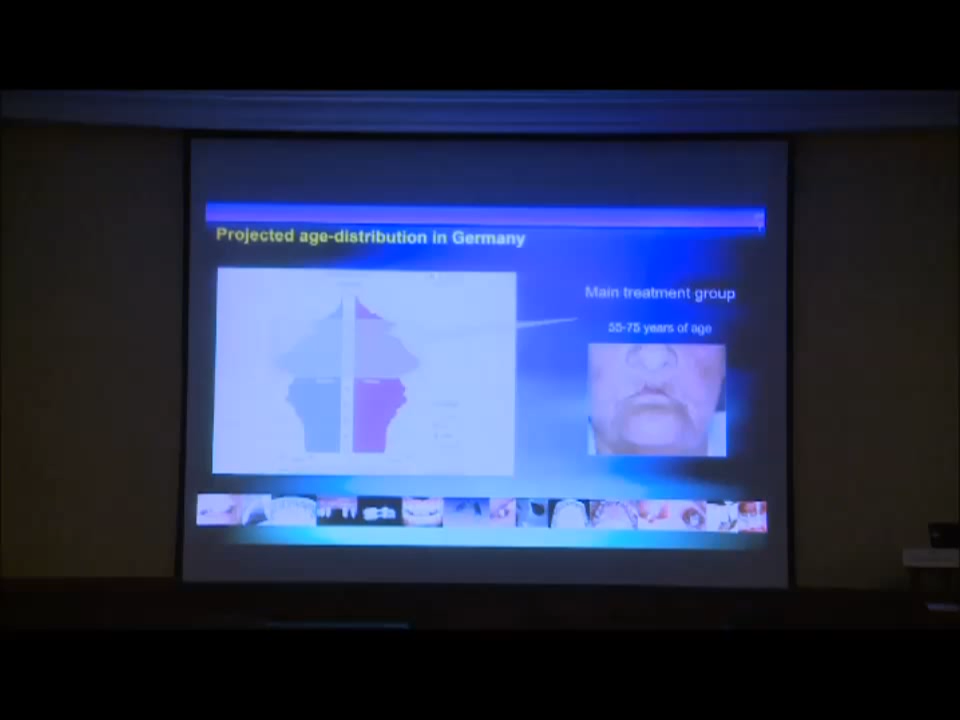 Projected age-distribution in Germany
Main treatment group
55-75 years of age